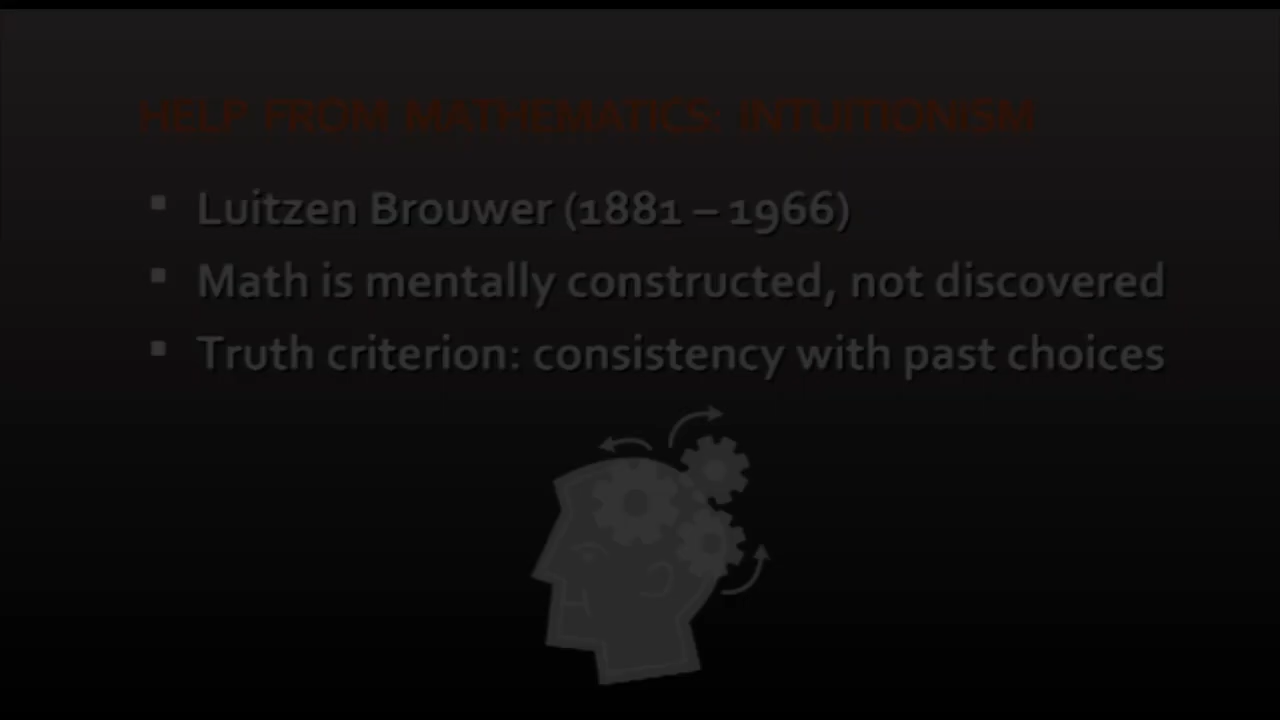 HELP FROM MATHEMATICS: INTUITIONISM
▪ Luitzen Brouwer (1881 – 1966)
▪ Math is mentally constructed, not discovered
▪ Truth criterion: consistency with past choices